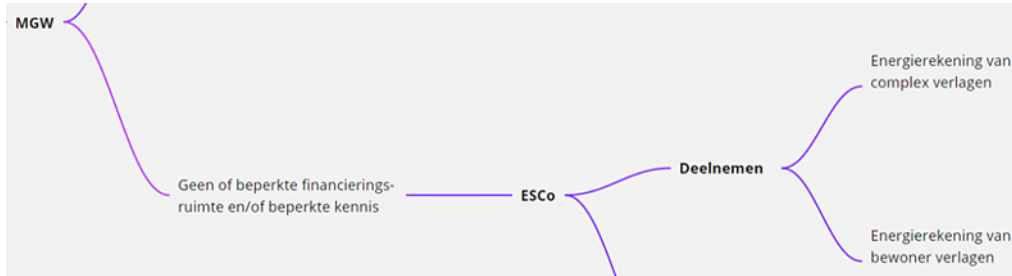 MGW
Energierekening van
complex verlagen
Deelnemen
Geen of beperkte financierings-
ruimte en/of beperkte kennis
ESCo
Energierekening van
bewoner verlagen